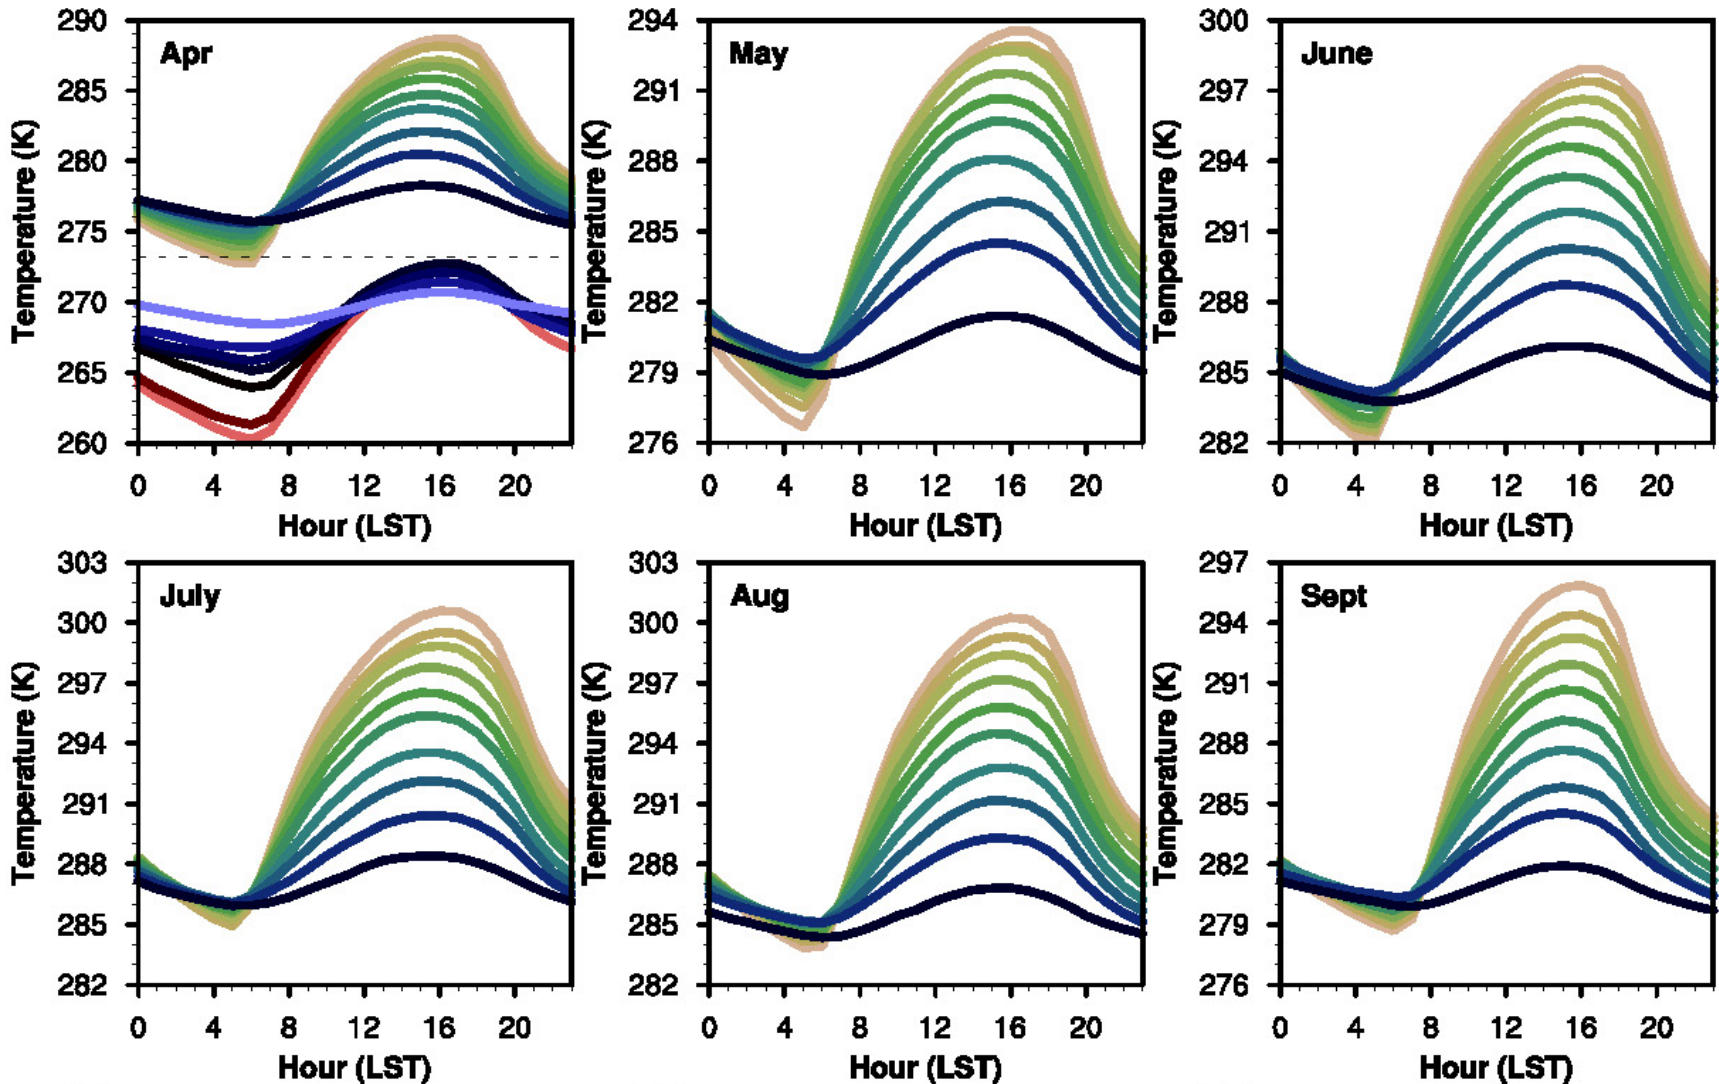 Apr
Temperature (K)
290
285
280
275
270
265
260
0 4 8 12 16 20
Hour (LST)
May
Temperature (K)
294
291
288
285
282
279
276
0 4 8 12 16 20
Hour (LST)
June
Temperature (K)
300
297
294
291
288
285
282
0 4 8 12 16 20
Hour (LST)
July
Temperature (K)
303
300
297
294
291
288
285
282
0 4 8 12 16 20
Hour (LST)
Aug
Temperature (K)
303
300
297
294
291
288
285
282
0 4 8 12 16 20
Hour (LST)
Sept
Temperature (K)
297
294
291
288
285
282
279
276
0 4 8 12 16 20
Hour (LST)